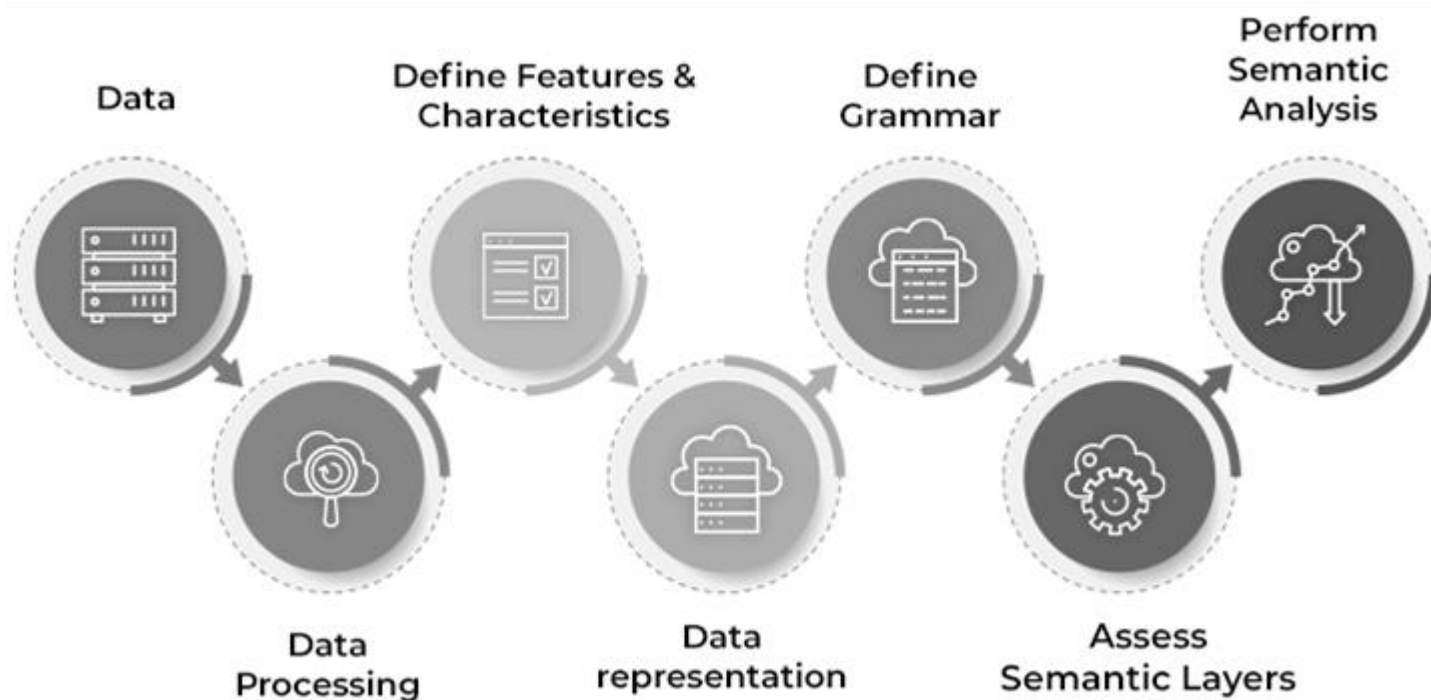 Data
Define Features &
Characteristics
Define
Grammar
Perform
Semantic
Analysis
Data
Processing
Data
representation
Assess
Semantic Layers